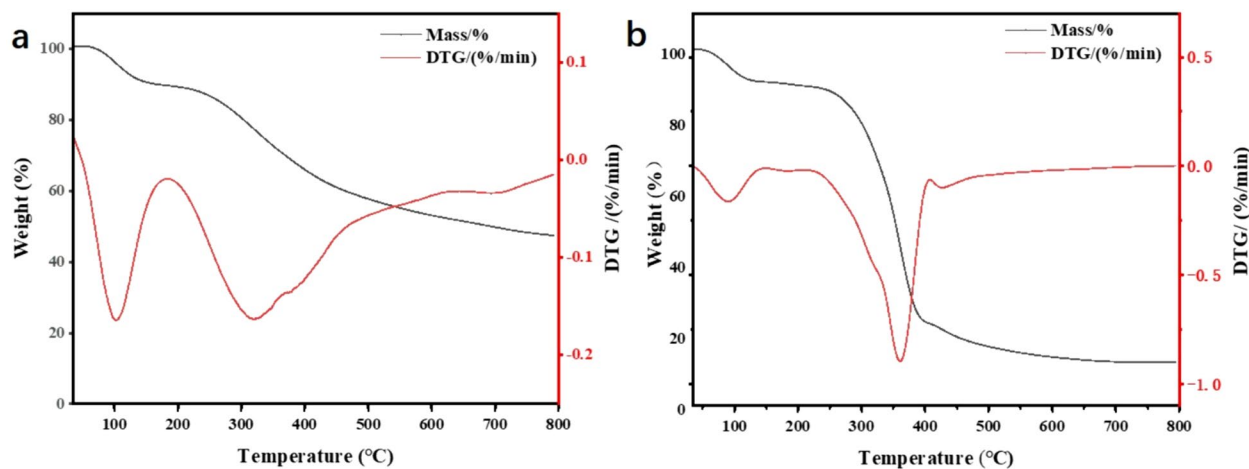 a
Mass/%
DTG/(%/min)
100
80
60
40
20
0
Weight (%)
0.1
0.0
-0.1
-0.2
DTG /(%/min)
100 200 300 400 500 600 700 800
Temperature (°C)
b
Mass/%
DTG/(%/min)
100
80
60
40
20
0
Weight (%)
0.5
0.0
-0.5
-1.0
DTG/ (%/min)
100 200 300 400 500 600 700 800
Temperature (°C)